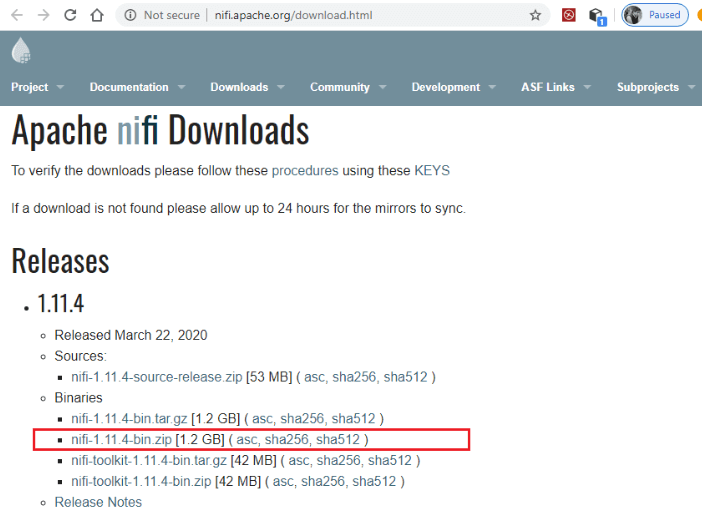 Not secure | nifi.apache.org/download.html
1
Paused
Project Documentation Downloads Community Development ASF Links Subprojects
Apache nifi Downloads
To verify the downloads please follow these procedures using these KEYS
If a download is not found please allow up to 24 hours for the mirrors to sync.
Releases
1.11.4
Released March 22, 2020
Sources:
nifi-1.11.4-source-release.zip [53 MB] ( asc, sha256, sha512 )
Binaries
nifi-1.11.4-bin.tar.gz [1.2 GB] ( asc, sha256, sha512 )
nifi-1.11.4-bin.zip [1.2 GB] ( asc, sha256, sha512 )
nifi-toolkit-1.11.4-bin.tar.gz [42 MB] ( asc, sha256, sha512 )
nifi-toolkit-1.11.4-bin.zip [42 MB] ( asc, sha256, sha512 )
Release Notes